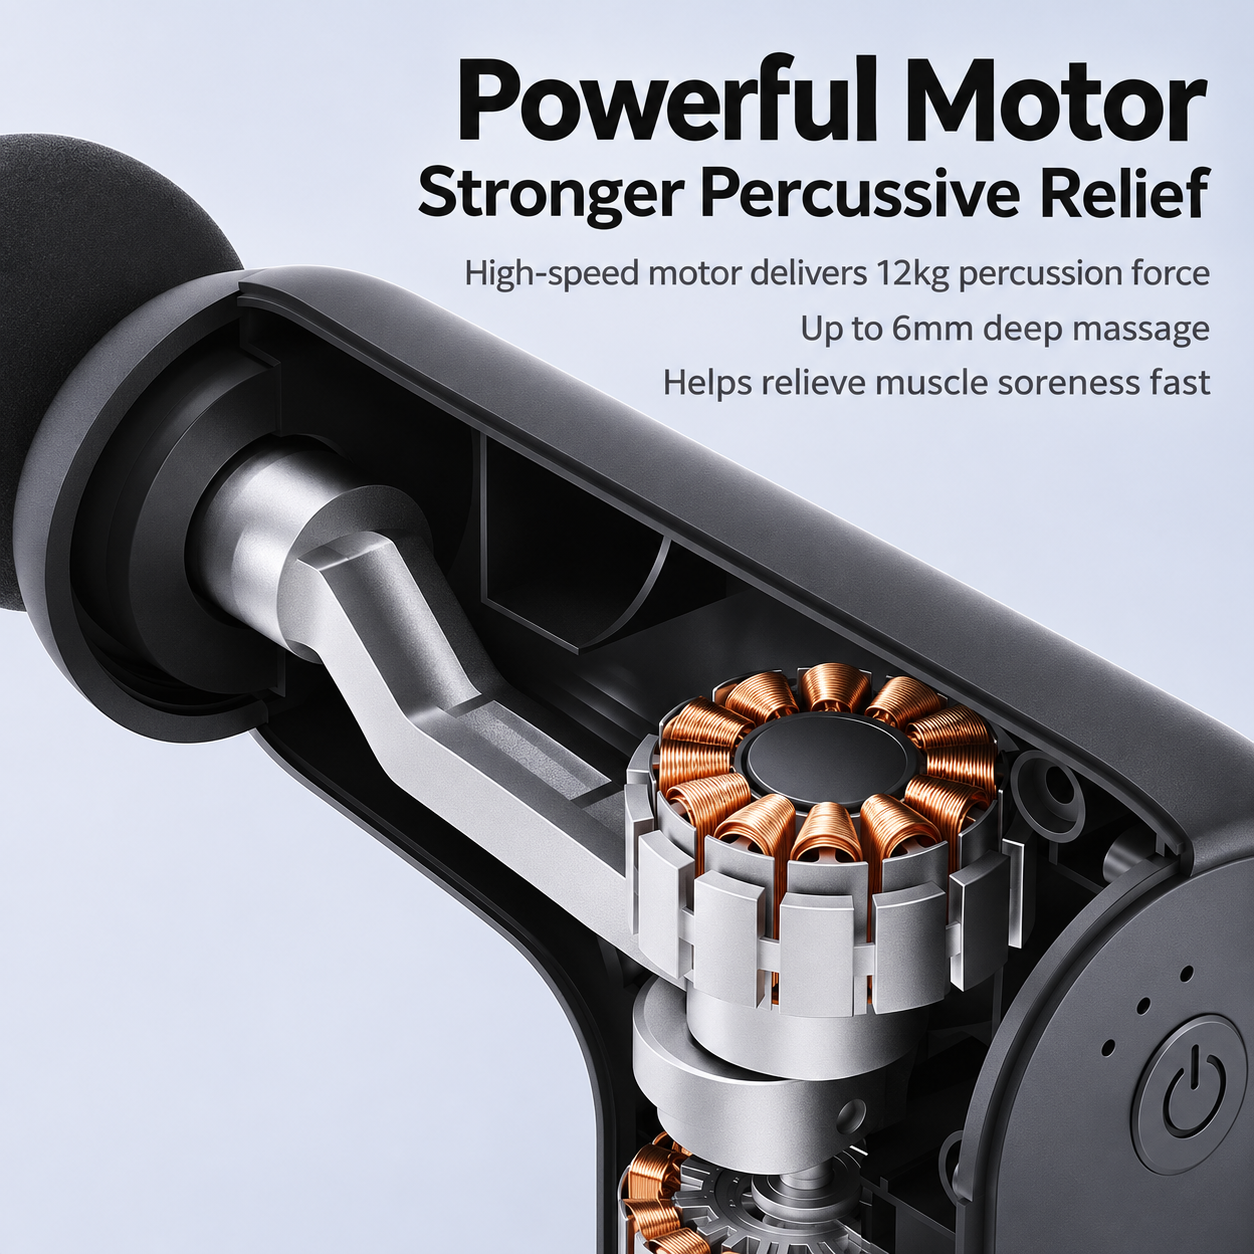 Powerful Motor
Stronger Percussive Relief
High-speed motor delivers 12kg percussion force
Up to 6mm deep massage
Helps relieve muscle soreness fast